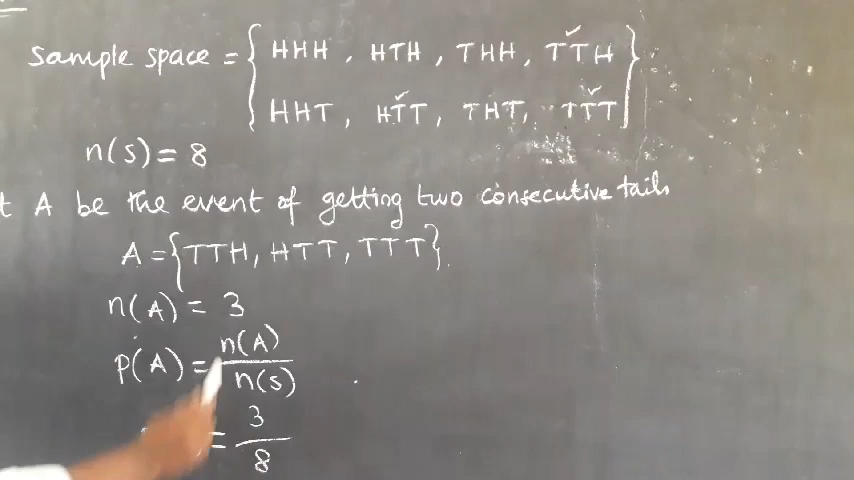 Sample space = { HHH, HTH, THH, TTH
HHT, HTT, THT, TTT }
n(S) = 8
t A be the event of getting two consecutive tails
A = {TTH, HTT, TTT}.
n(A) = 3
P(A) = n(A)
n(S)
= 3
8